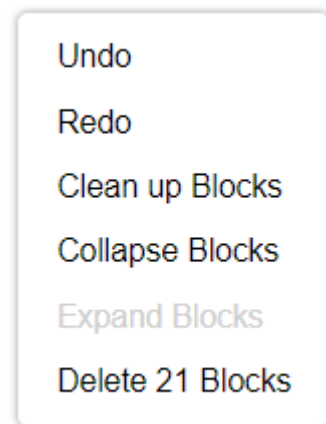 Undo
Redo
Clean up Blocks
Collapse Blocks
Expand Blocks
Delete 21 Blocks